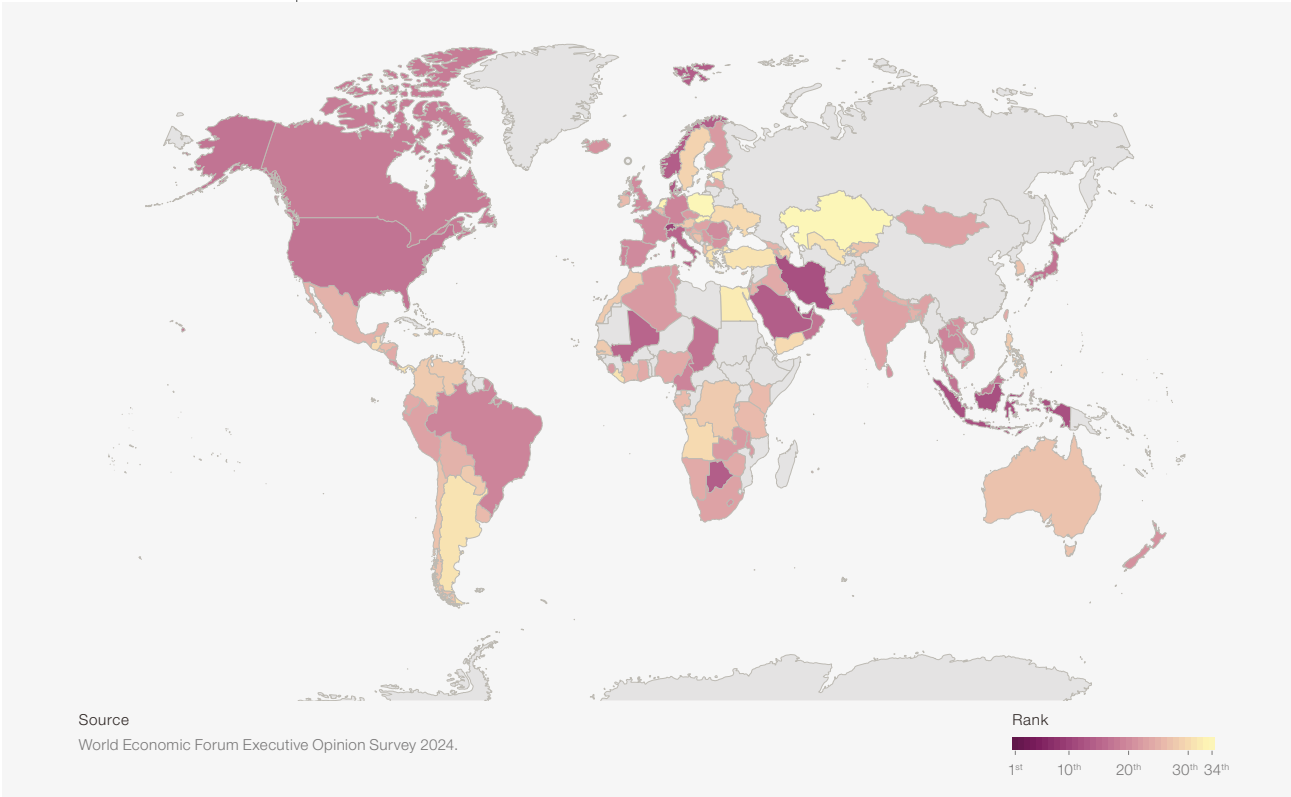 Source
World Economic Forum Executive Opinion Survey 2024.
Rank
1st 10th 20th 30th 34th